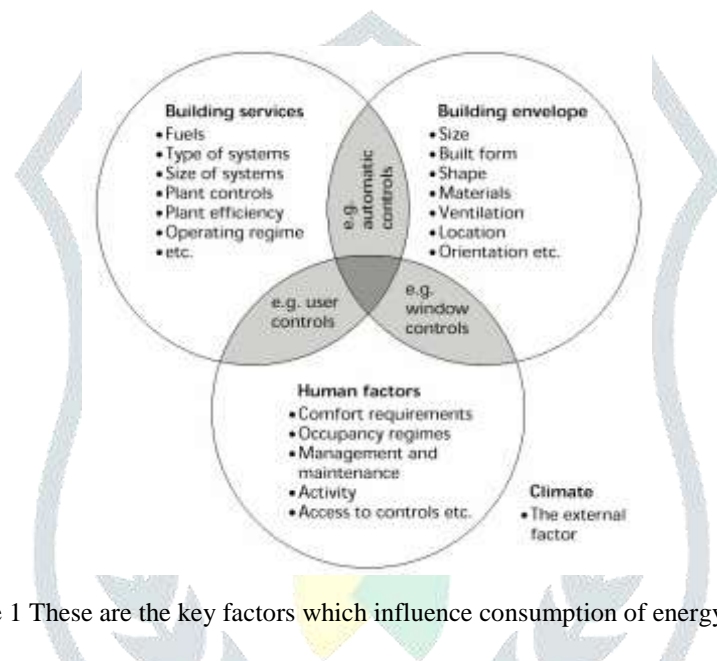 Building services
• Fuels
• Type of systems
• Size of systems
• Plant controls
• Plant efficiency
• Operating regime
• etc.
Building envelope
• Size
• Built form
• Shape
• Materials
• Ventilation
• Location
• Orientation etc.
e.g.
automatic
controls
e.g. user
controls
e.g.
window
controls
Human factors
• Comfort requirements
• Occupancy regimes
• Management and
maintenance
• Activity
• Access to controls etc.
Climate
• The external
factor
e 1 These are the key factors which influence consumption of energy